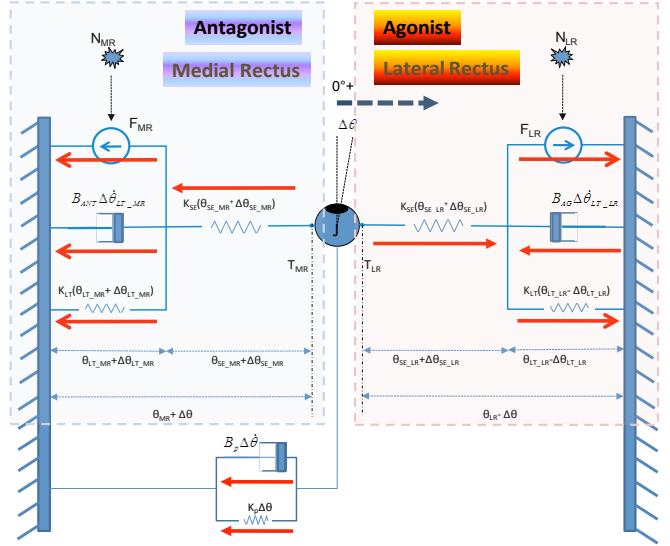 Antagonist
Medial Rectus
Agonist
Lateral Rectus
N_MR
N_LR
0°+
Δθ
F_MR
F_LR
B_ANT Δθ̇_LT_MR
K_SE(θ_SE_MR+ Δθ_SE_MR)
K_SE(θ_SE_LR+ Δθ_SE_LR)
B_AG Δθ̇_LT_LR
T_MR
T_LR
K_LT(θ_LT_MR+ Δθ_LT_MR)
K_LT(θ_LT_LR- Δθ_LT_LR)
θ_LT_MR+Δθ_LT_MR
θ_SE_MR+Δθ_SE_MR
θ_SE_LR+Δθ_SE_LR
θ_LT_LR-Δθ_LT_LR
θ_MR+ Δθ
θ_LR- Δθ
B_p Δθ̇
K_pΔθ